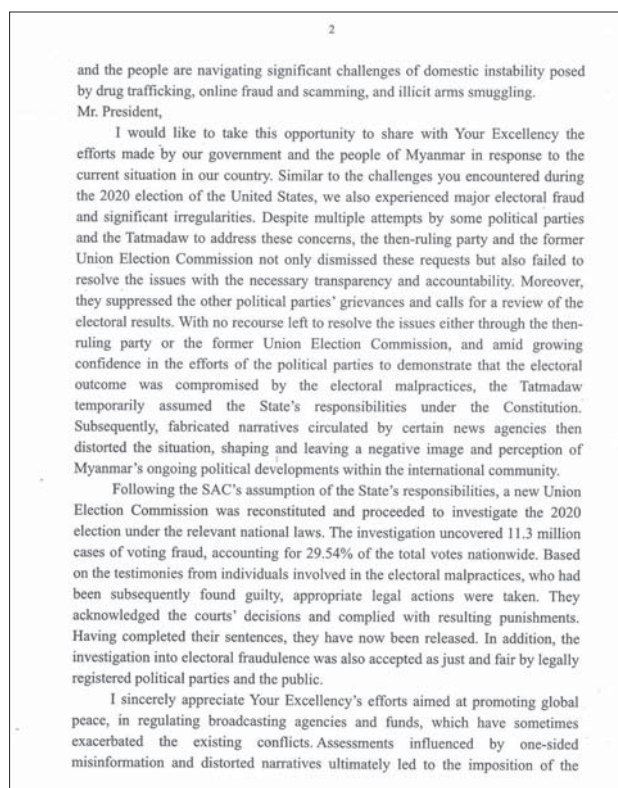 2
and the people are navigating significant challenges of domestic instability posed
by drug trafficking, online fraud and scamming, and illicit arms smuggling.
Mr. President,
I would like to take this opportunity to share with Your Excellency the
efforts made by our government and the people of Myanmar in response to the
current situation in our country. Similar to the challenges you encountered during
the 2020 election of the United States, we also experienced major electoral fraud
and significant irregularities. Despite multiple attempts by some political parties
and the Tatmadaw to address these concerns, the then-ruling party and the former
Union Election Commission not only dismissed these requests but also failed to
resolve the issues with the necessary transparency and accountability. Moreover,
they suppressed the other political parties' grievances and calls for a review of the
electoral results. With no recourse left to resolve the issues either through the then-
ruling party or the former Union Election Commission, and amid growing
confidence in the efforts of the political parties to demonstrate that the electoral
outcome was compromised by the electoral malpractices, the Tatmadaw
temporarily assumed the State's responsibilities under the Constitution.
Subsequently, fabricated narratives circulated by certain news agencies then
distorted the situation, shaping and leaving a negative image and perception of
Myanmar's ongoing political developments within the international community.
Following the SAC's assumption of the State's responsibilities, a new Union
Election Commission was reconstituted and proceeded to investigate the 2020
election under the relevant national laws. The investigation uncovered 11.3 million
cases of voting fraud, accounting for 29.54% of the total votes nationwide. Based
on the testimonies from individuals involved in the electoral malpractices, who had
been subsequently found guilty, appropriate legal actions were taken. They
acknowledged the courts' decisions and complied with resulting punishments.
Having completed their sentences, they have now been released. In addition, the
investigation into electoral fraudulence was also accepted as just and fair by legally
registered political parties and the public.
I sincerely appreciate Your Excellency's efforts aimed at promoting global
peace, in regulating broadcasting agencies and funds, which have sometimes
exacerbated the existing conflicts. Assessments influenced by one-sided
misinformation and distorted narratives ultimately led to the imposition of the